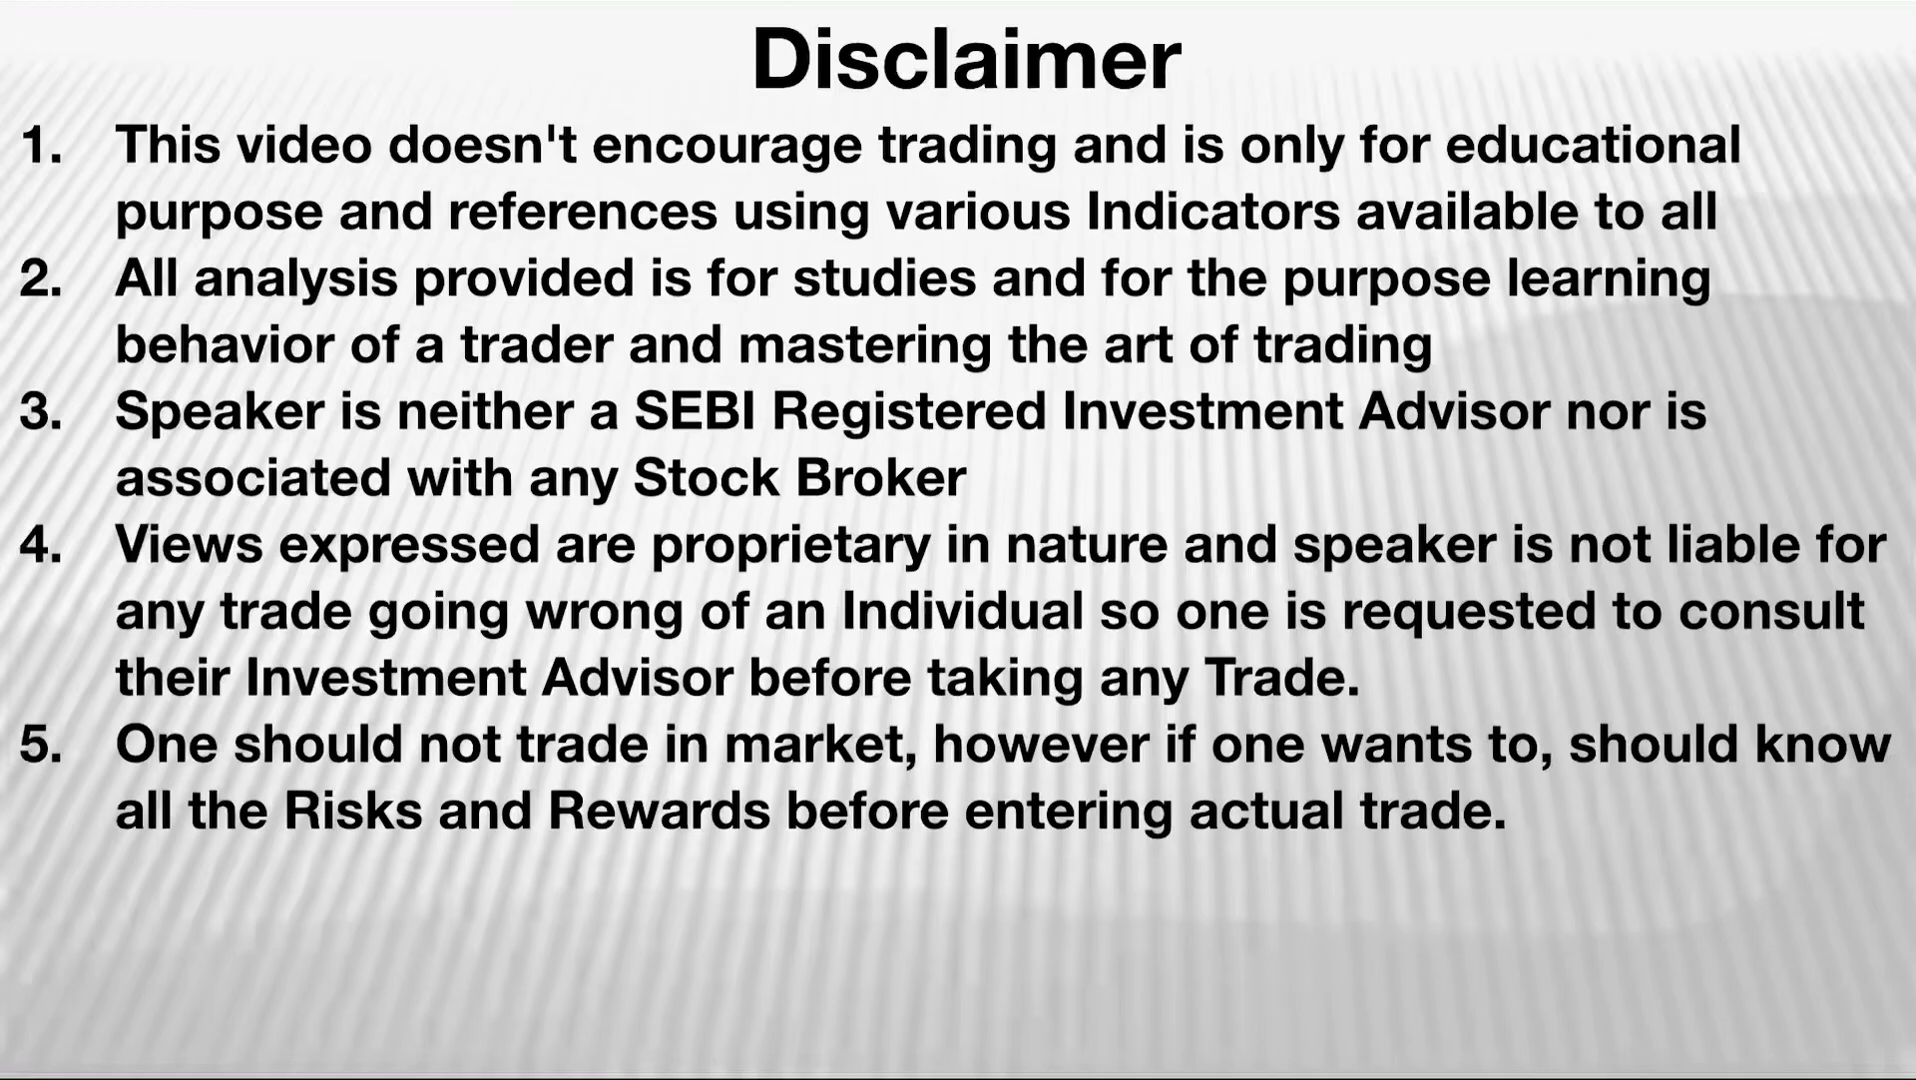 Disclaimer
1. This video doesn't encourage trading and is only for educational
purpose and references using various Indicators available to all
2. All analysis provided is for studies and for the purpose learning
behavior of a trader and mastering the art of trading
3. Speaker is neither a SEBI Registered Investment Advisor nor is
associated with any Stock Broker
4. Views expressed are proprietary in nature and speaker is not liable for
any trade going wrong of an Individual so one is requested to consult
their Investment Advisor before taking any Trade.
5. One should not trade in market, however if one wants to, should know
all the Risks and Rewards before entering actual trade.